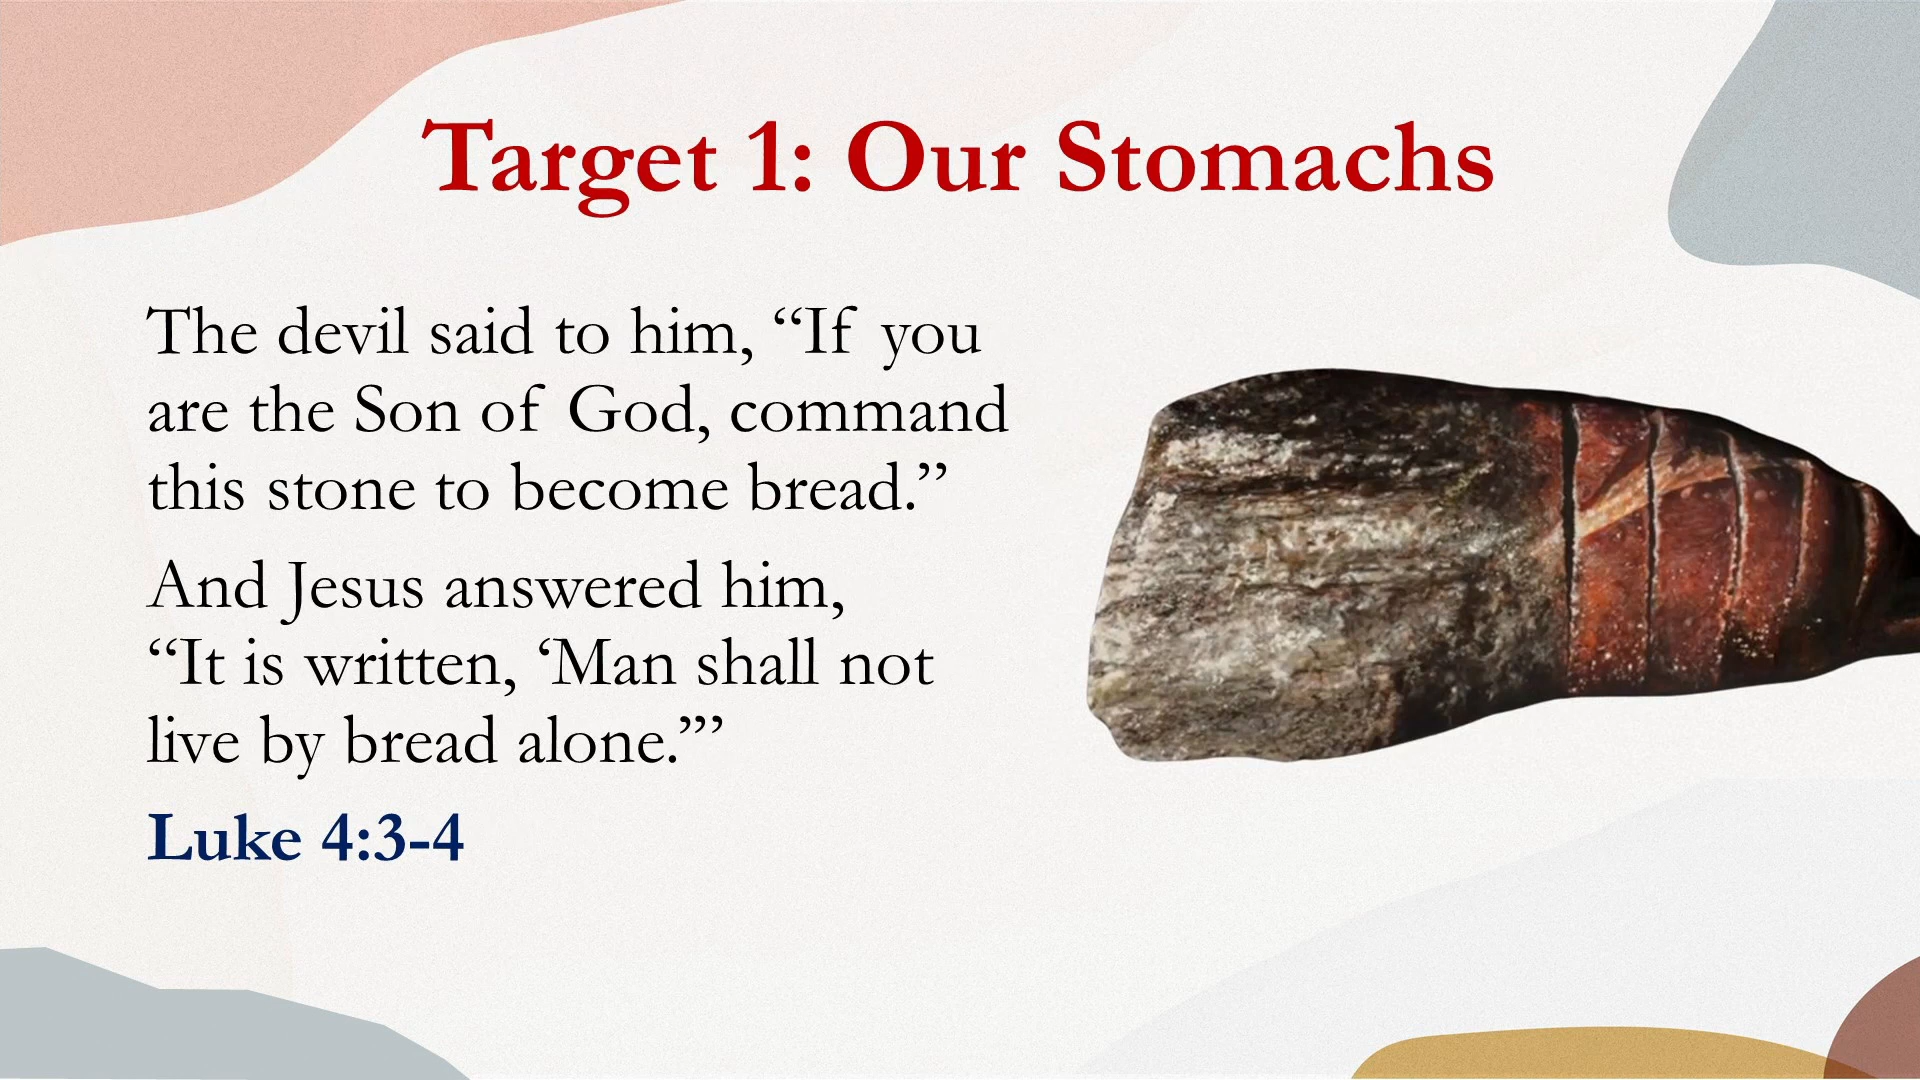 Target 1: Our Stomachs
The devil said to him, “If you
are the Son of God, command
this stone to become bread.”
And Jesus answered him,
“It is written, ‘Man shall not
live by bread alone.”’
Luke 4:3-4